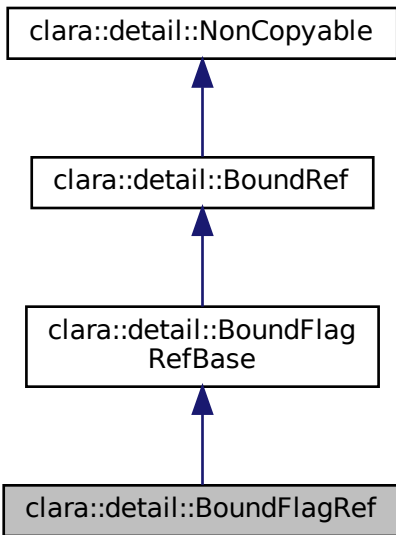 clara::detail::NonCopyable
clara::detail::BoundRef
clara::detail::BoundFlag
RefBase
clara::detail::BoundFlagRef